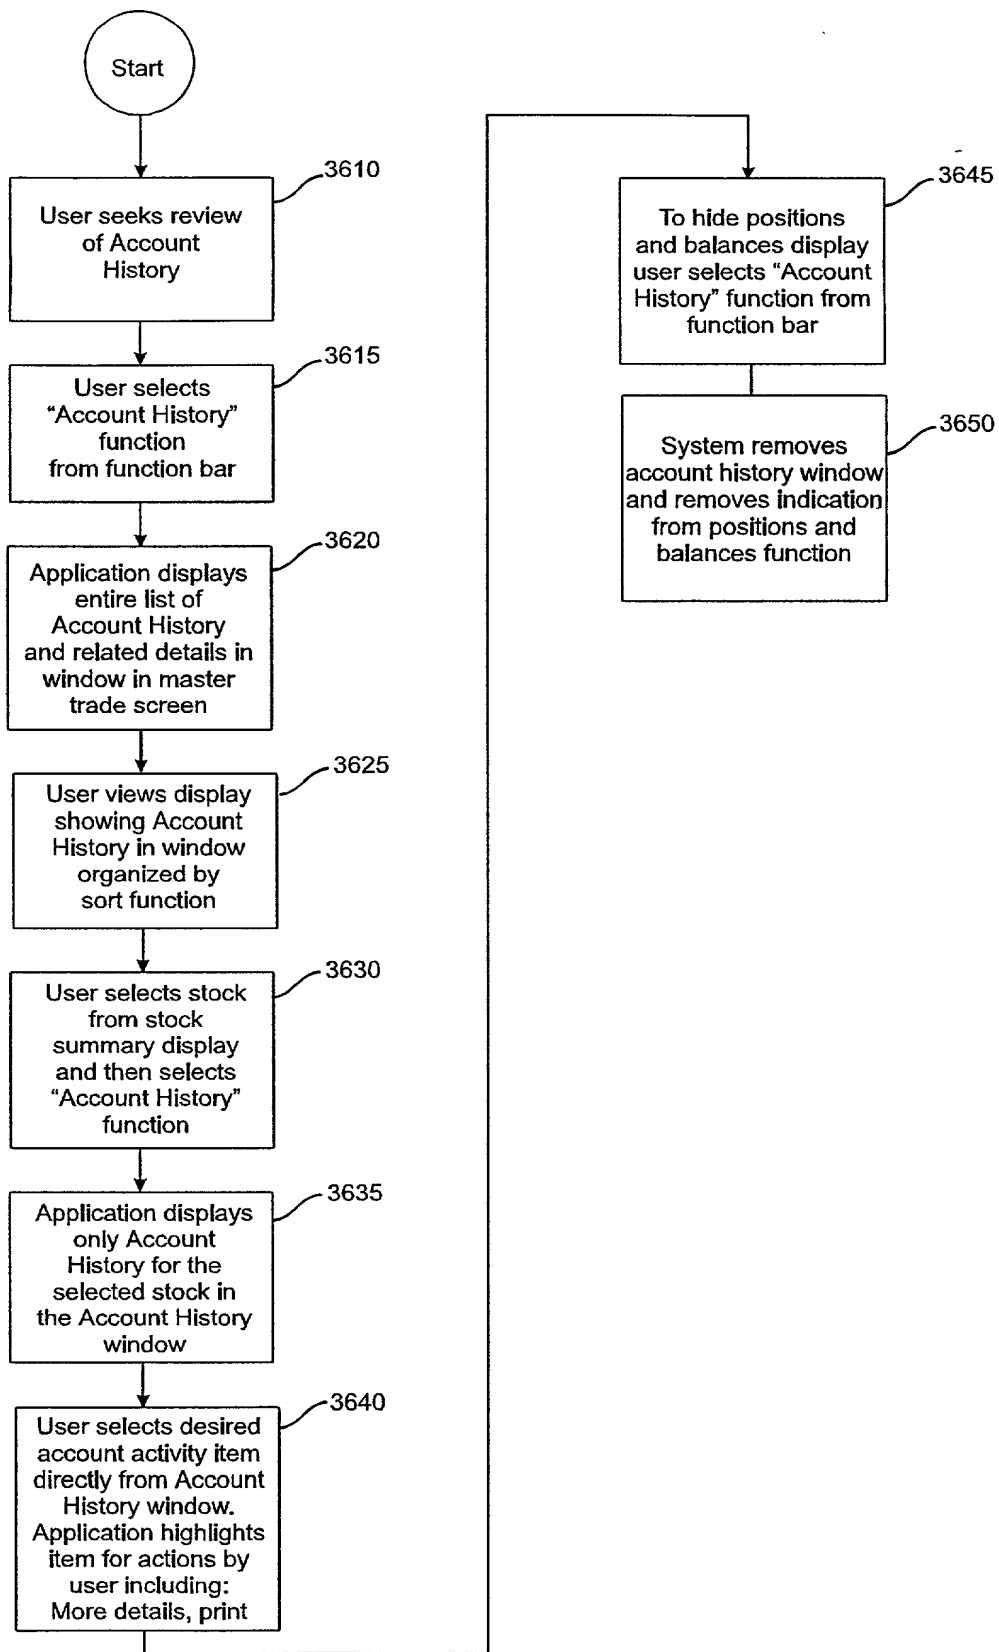 Start
3610
User seeks review
of Account
History
3615
User selects
“Account History”
function
from function bar
3620
Application displays
entire list of
Account History
and related details in
window in master
trade screen
3625
User views display
showing Account
History in window
organized by
sort function
3630
User selects stock
from stock
summary display
and then selects
“Account History”
function
3635
Application displays
only Account
History for the
selected stock in
the Account History
window
3640
User selects desired
account activity item
directly from Account
History window.
Application highlights
item for actions by
user including:
More details, print
3645
To hide positions
and balances display
user selects “Account
History” function from
function bar
3650
System removes
account history window
and removes indication
from positions and
balances function